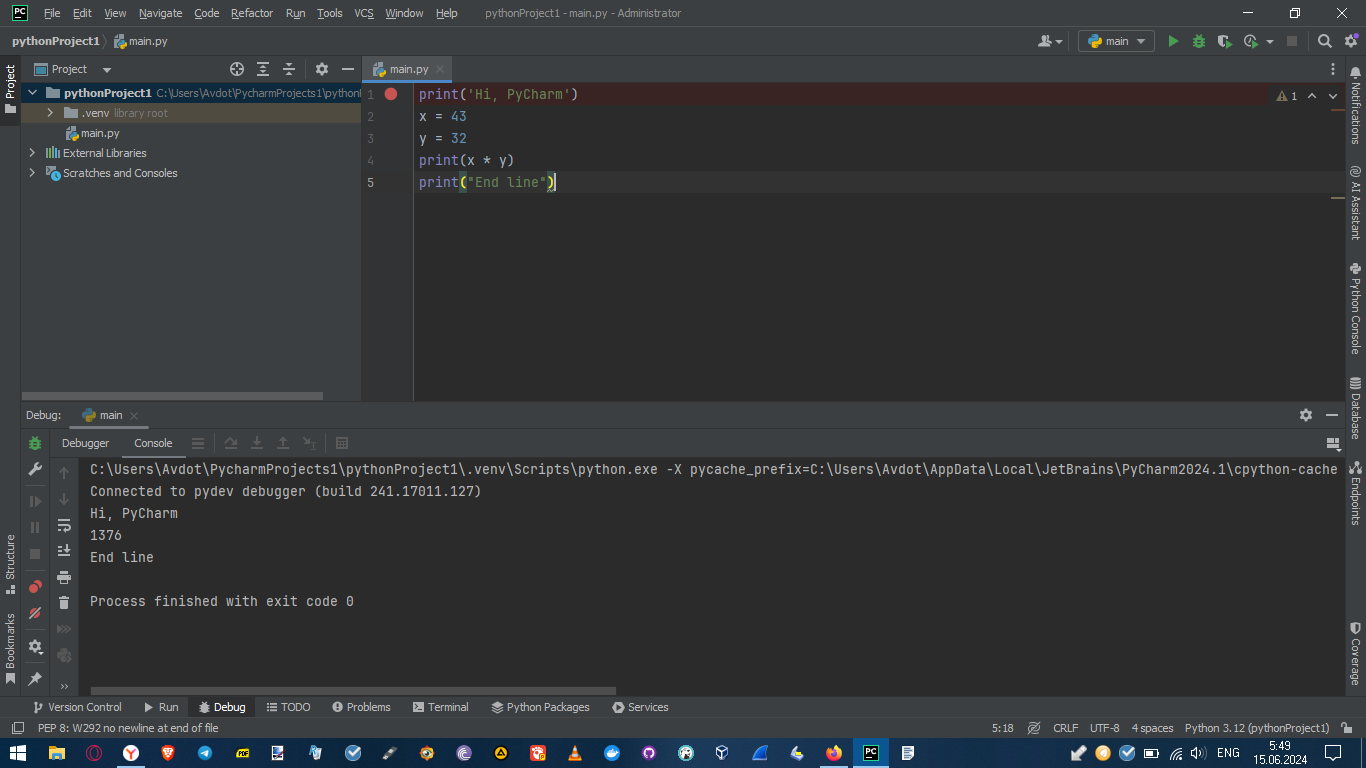 PC File Edit View Navigate Code Refactor Run Tools VCS Window Help pythonProject1 - main.py - Administrator
pythonProject1 main.py main
Project
Project
main.py
pythonProject1 C:\Users\Avdot\PycharmProjects1\python
.venv library root
main.py
External Libraries
Scratches and Consoles
1 print('Hi, PyCharm')
2 x = 43
3 y = 32
4 print(x * y)
5 print("End line")
1
Notifications
AI Assistant
Python Console
Database
Endpoints
Coverage
Debug: main
Debugger Console
C:\Users\Avdot\PycharmProjects1\pythonProject1\.venv\Scripts\python.exe -X pycache_prefix=C:\Users\Avdot\AppData\Local\JetBrains\PyCharm2024.1\cpython-cache
Connected to pydev debugger (build 241.17011.127)
Hi, PyCharm
1376
End line
Process finished with exit code 0
Structure
Bookmarks
Version Control Run Debug TODO Problems Terminal Python Packages Services
PEP 8: W292 no newline at end of file 5:18 CRLF UTF-8 4 spaces Python 3.12 (pythonProject1)
PDF PC ENG 5:49
15.06.2024